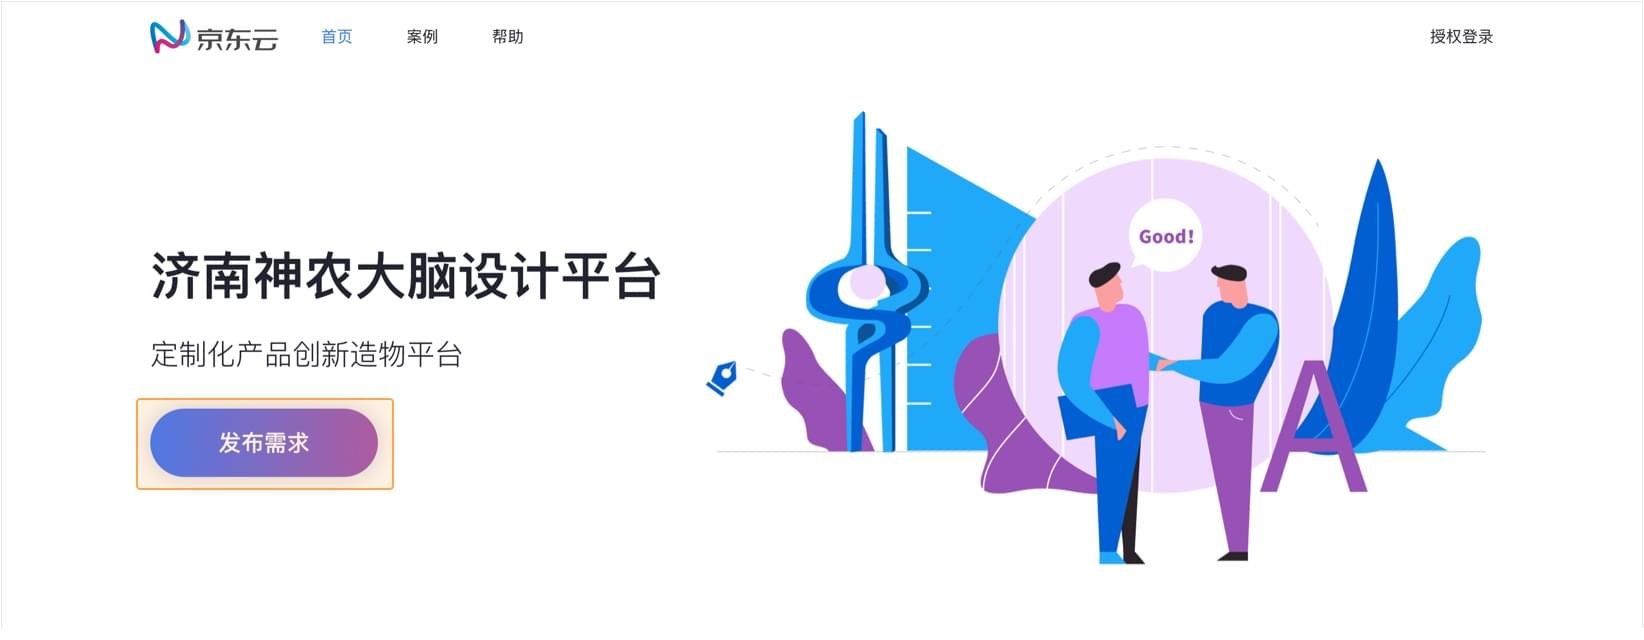 京东云 首页 案例 帮助 授权登录
Good!
济南神农大脑设计平台
定制化产品创新造物平台
发布需求
A